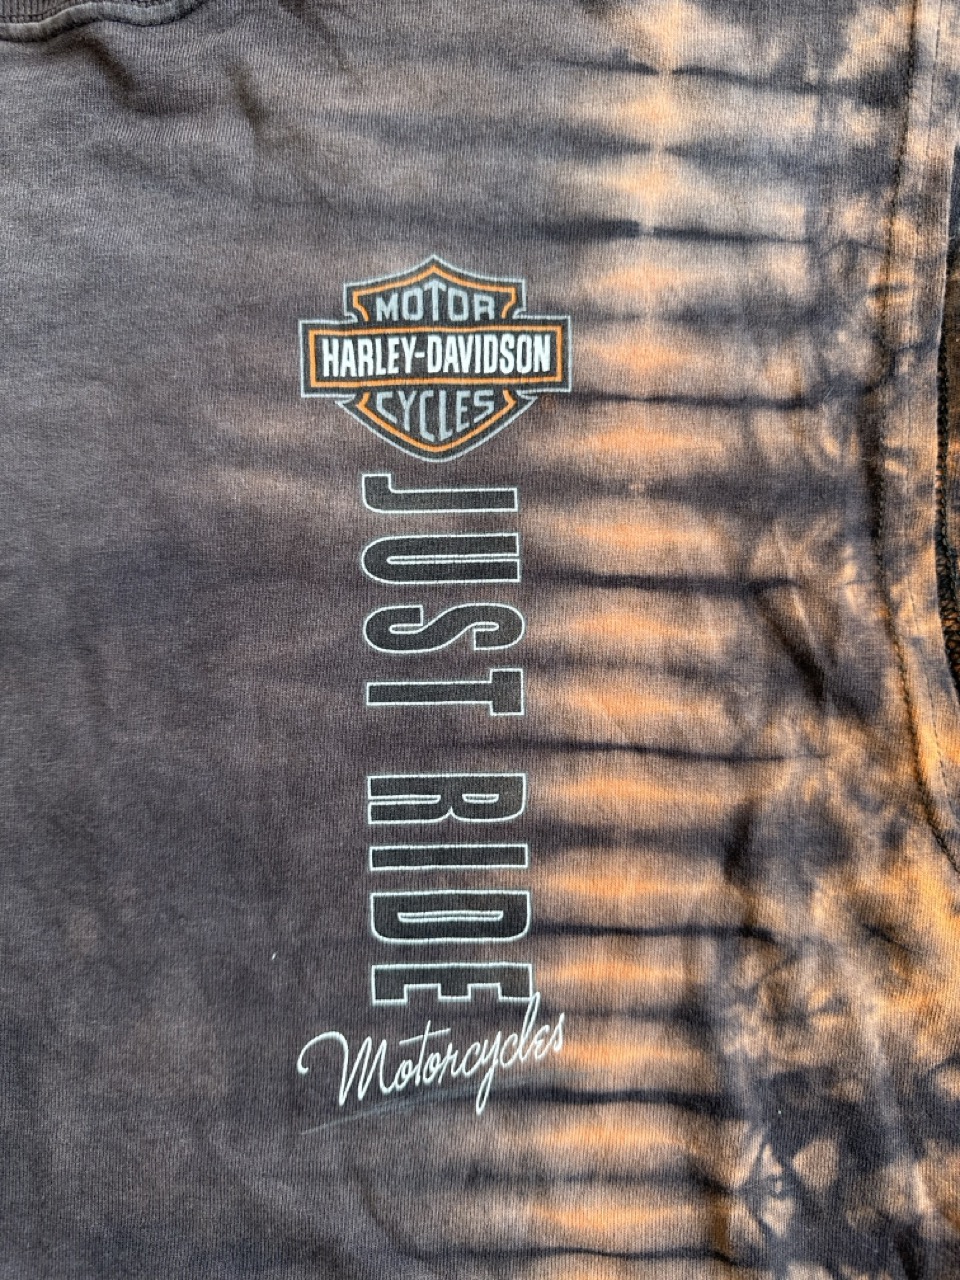 MOTOR
HARLEY-DAVIDSON
CYCLES
JUST RIDE
Motorcycles